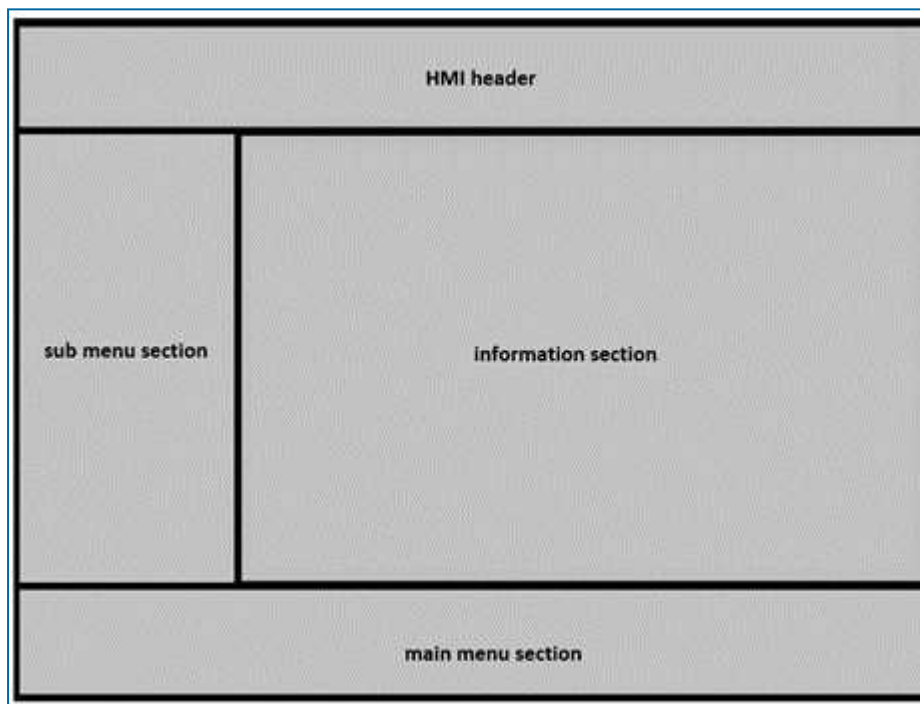 HMI header
sub menu section
information section
main menu section